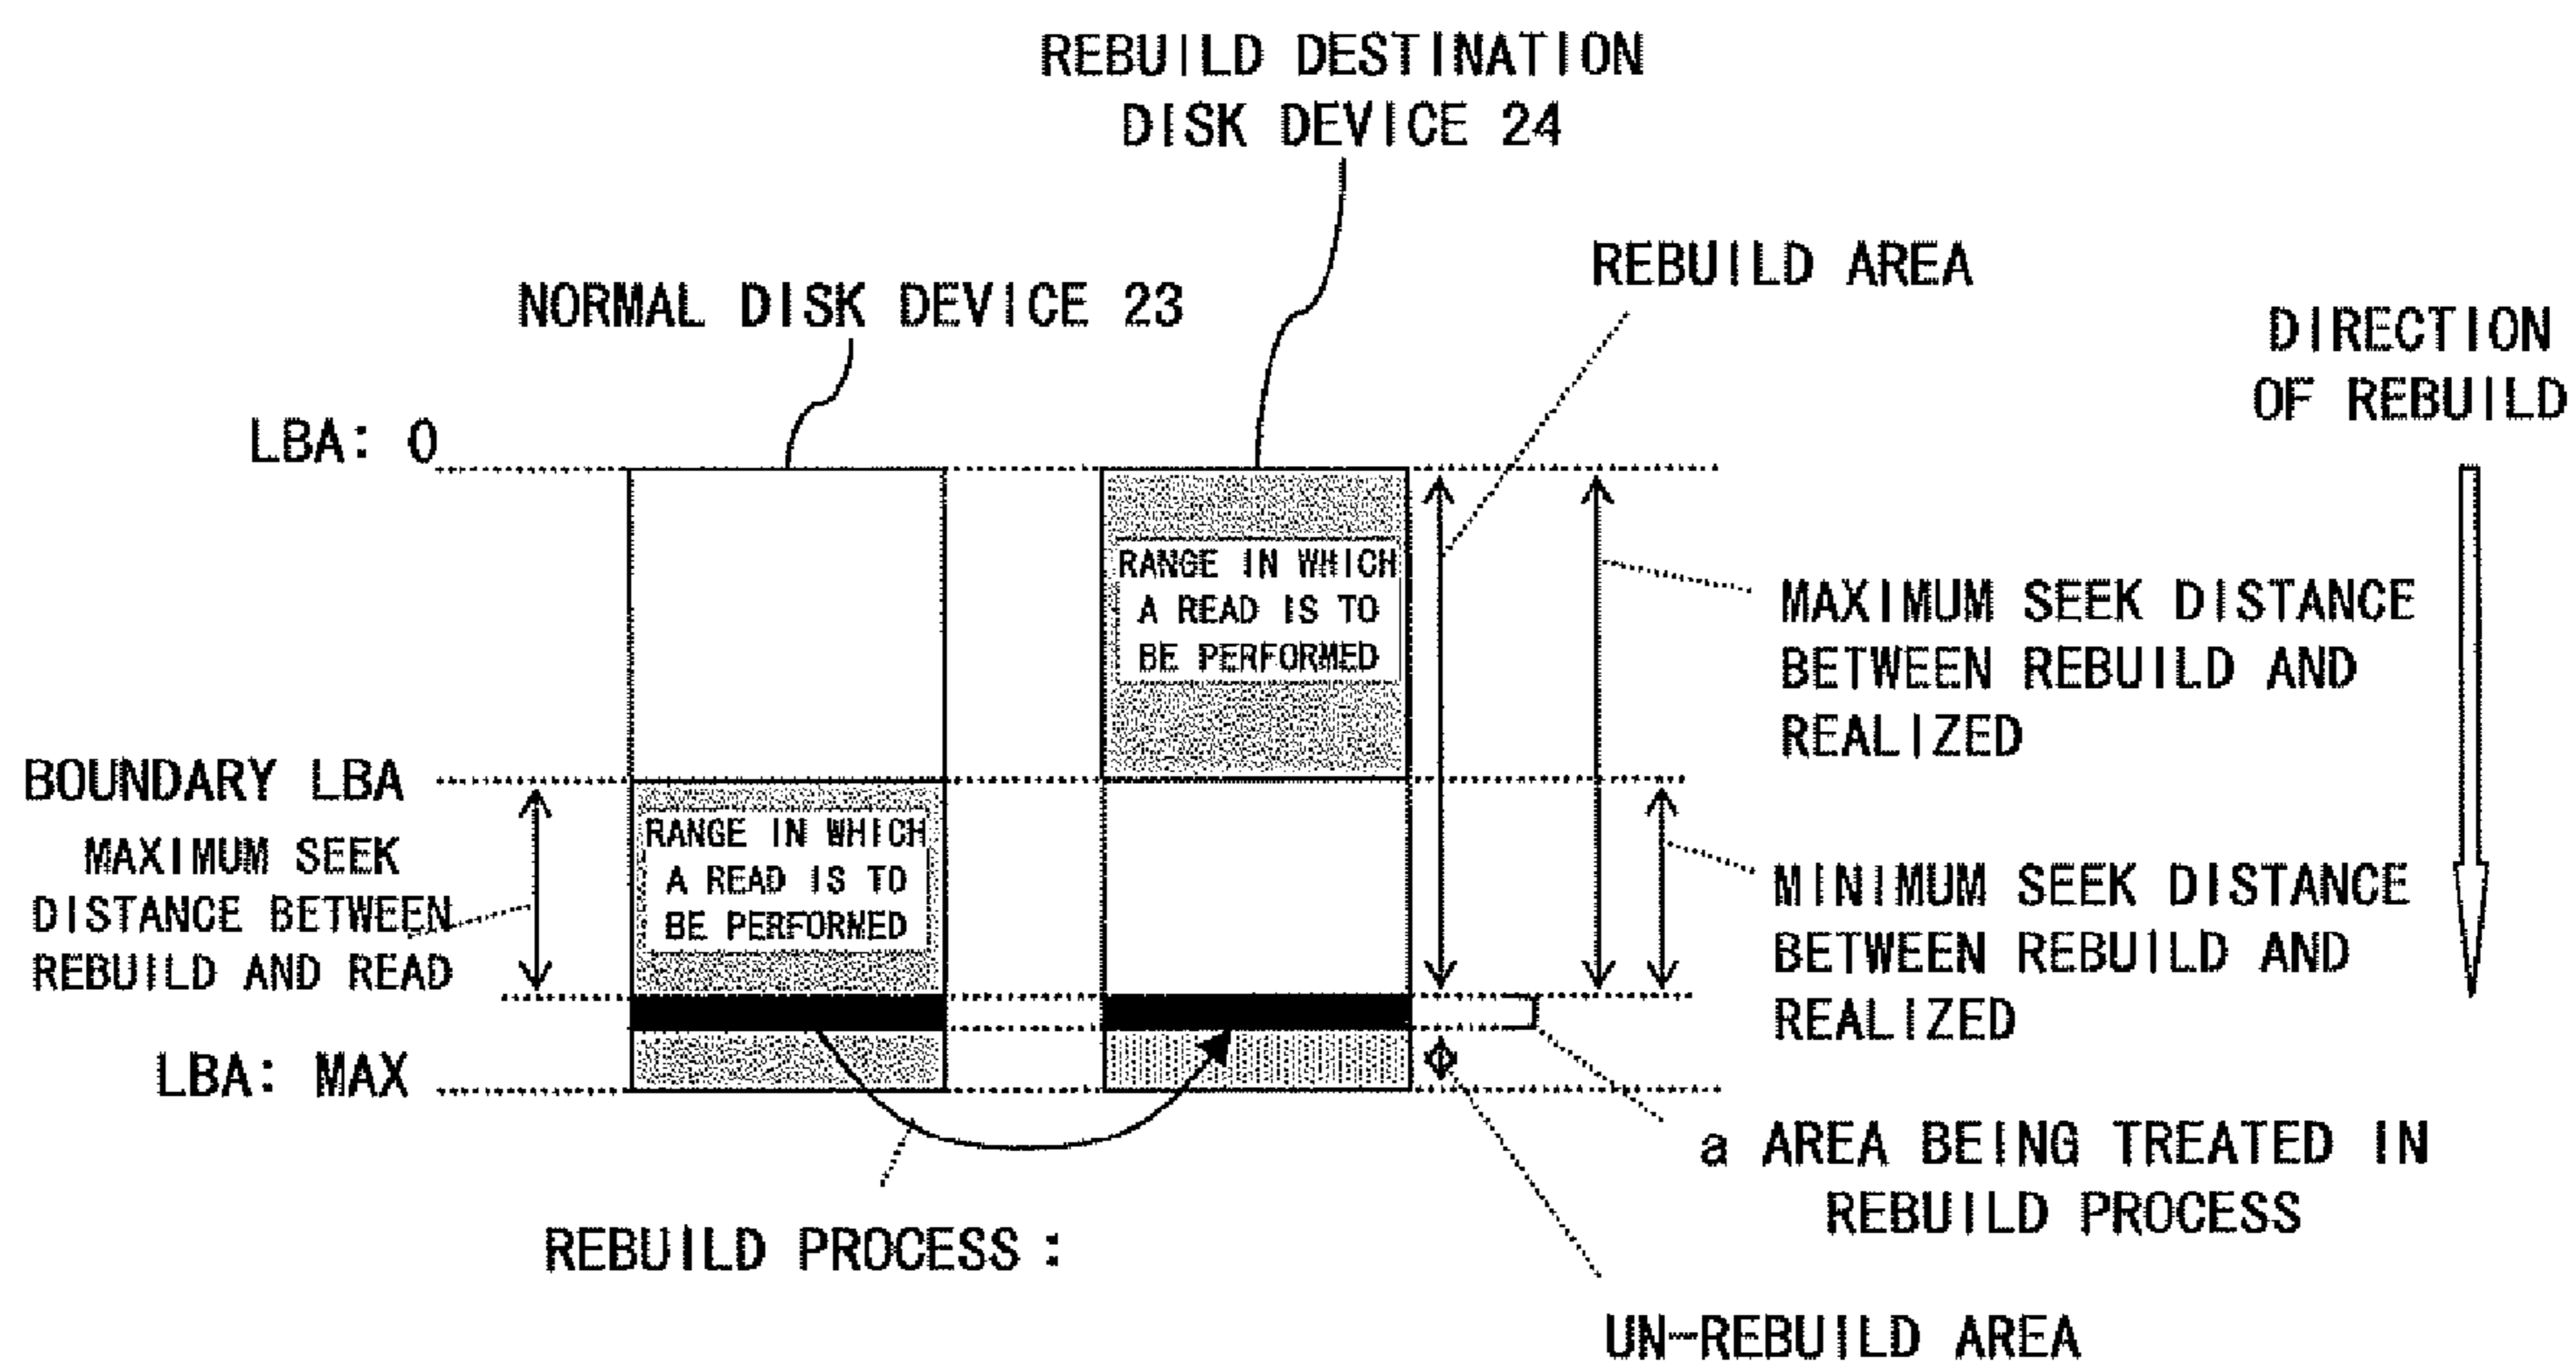 REBUILD DESTINATION
DISK DEVICE 24
REBUILD AREA
NORMAL DISK DEVICE 23
DIRECTION
OF REBUILD
LBA: 0
RANGE IN WHICH
A READ IS TO
BE PERFORMED
MAXIMUM SEEK DISTANCE
BETWEEN REBUILD AND
REALIZED
BOUNDARY LBA
MAXIMUM SEEK
DISTANCE BETWEEN
REBUILD AND READ
RANGE IN WHICH
A READ IS TO
BE PERFORMED
MINIMUM SEEK DISTANCE
BETWEEN REBUILD AND
REALIZED
LBA: MAX
a AREA BEING TREATED IN
REBUILD PROCESS
REBUILD PROCESS :
UN-REBUILD AREA